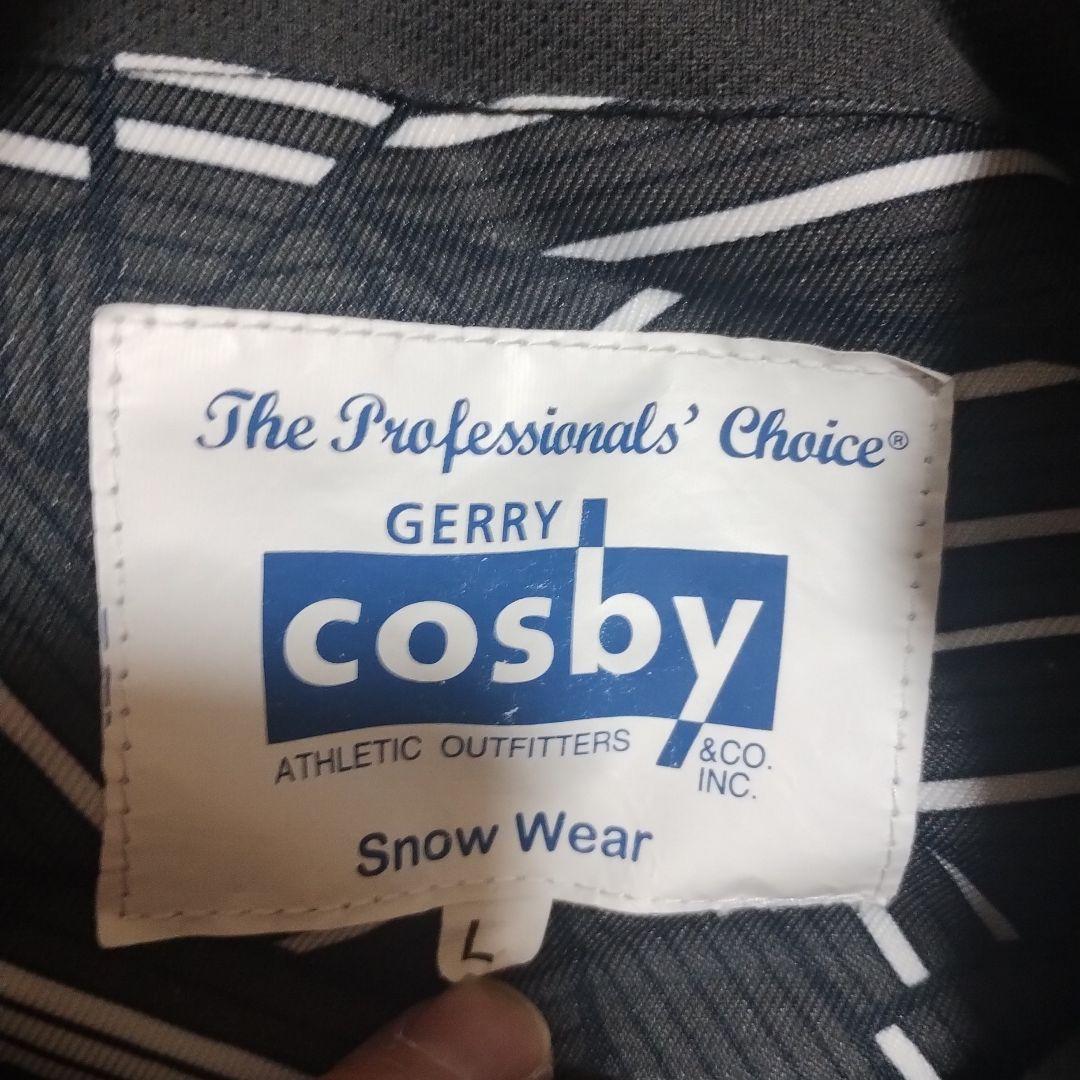 The Professionals' Choice®
GERRY
cosby
ATHLETIC OUTFITTERS &CO.
INC.
Snow Wear
L